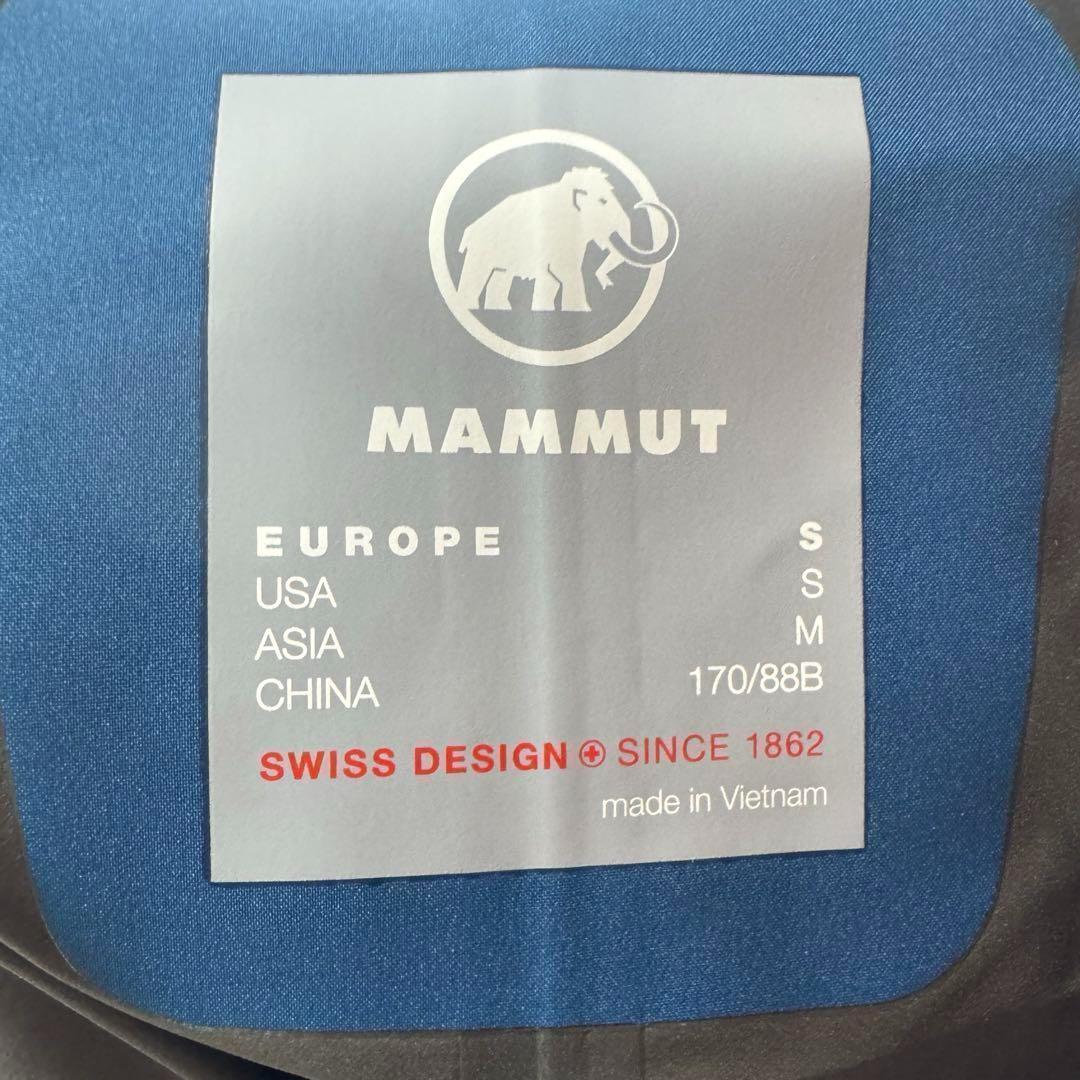 MAMMUT
EUROPE S
USA S
ASIA M
CHINA 170/88B
SWISS DESIGN SINCE 1862
made in Vietnam